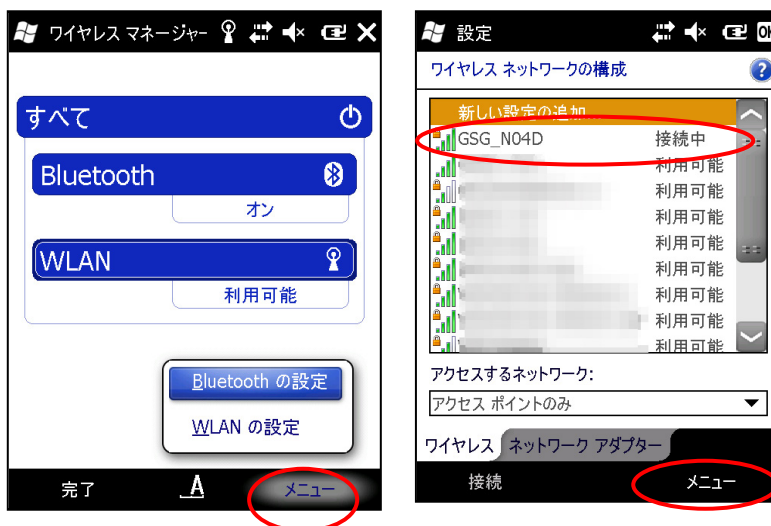 ワイヤレス マネージャー
すべて
Bluetooth
オン
WLAN
利用可能
Bluetooth の設定
WLAN の設定
完了
A
メニュー
設定
OK
ワイヤレス ネットワークの構成
?
新しい設定の追加...
GSG_N04D 接続中
利用可能
利用可能
利用可能
利用可能
利用可能
利用可能
利用可能
利用可能
アクセスするネットワーク:
アクセス ポイントのみ
ワイヤレス ネットワーク アダプター
接続 メニュー